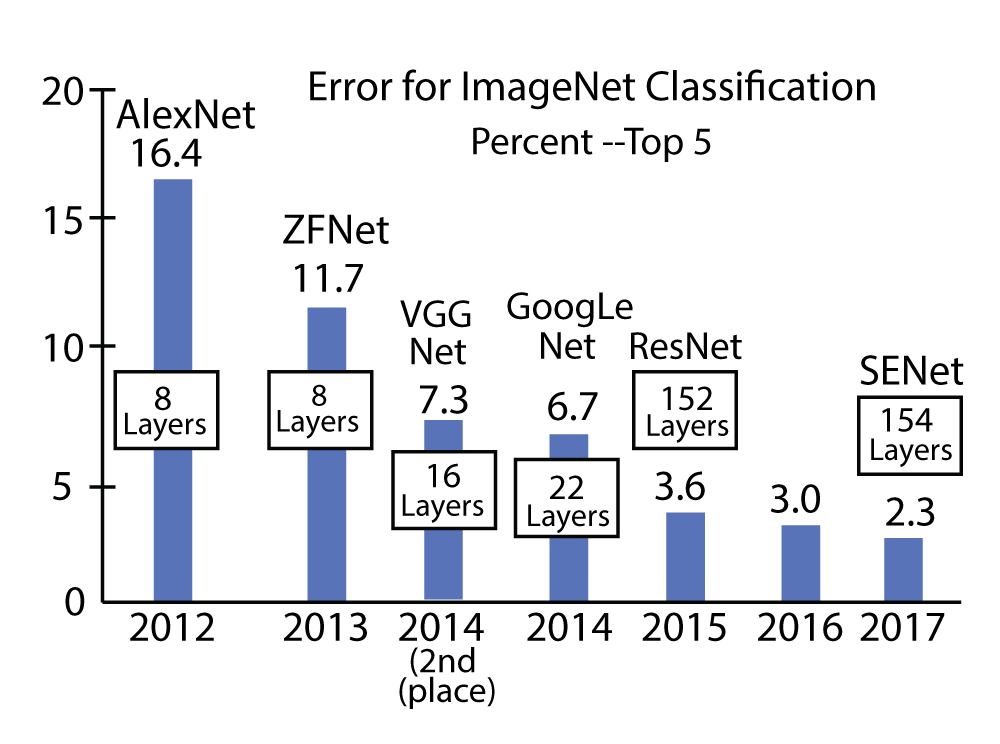 Error for ImageNet Classification
Percent --Top 5
20
15
10
5
0
AlexNet
16.4
8
Layers
2012
ZFNet
11.7
8
Layers
2013
VGG
Net
7.3
16
Layers
2014
(2nd
(place)
GoogLe
Net
6.7
22
Layers
2014
ResNet
152
Layers
3.6
2015
3.0
2016
SENet
154
Layers
2.3
2017